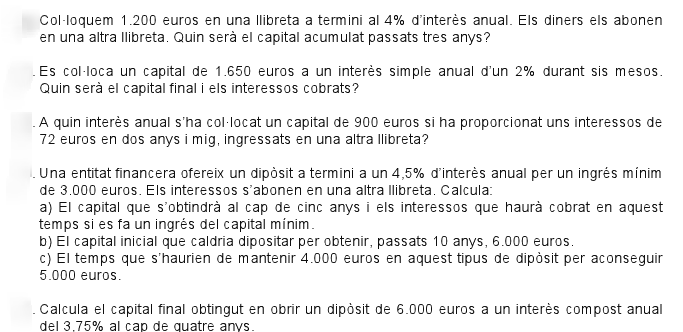 Col·loquem 1.200 euros en una llibreta a termini al 4% d'interès anual. Els diners els abonen
en una altra llibreta. Quin serà el capital acumulat passats tres anys?
. Es col·loca un capital de 1.650 euros a un interès simple anual d'un 2% durant sis mesos.
Quin serà el capital final i els interessos cobrats?
. A quin interès anual s'ha col·locat un capital de 900 euros si ha proporcionat uns interessos de
72 euros en dos anys i mig, ingressats en una altra llibreta?
. Una entitat financera ofereix un dipòsit a termini a un 4,5% d'interès anual per un ingrés mínim
de 3.000 euros. Els interessos s'abonen en una altra llibreta. Calcula:
a) El capital que s'obtindrà al cap de cinc anys i els interessos que haurà cobrat en aquest
temps si es fa un ingrés del capital mínim.
b) El capital inicial que caldria dipositar per obtenir, passats 10 anys, 6.000 euros.
c) El temps que s'haurien de mantenir 4.000 euros en aquest tipus de dipòsit per aconseguir
5.000 euros.
. Calcula el capital final obtingut en obrir un dipòsit de 6.000 euros a un interès compost anual
del 3,75% al cap de quatre anys.